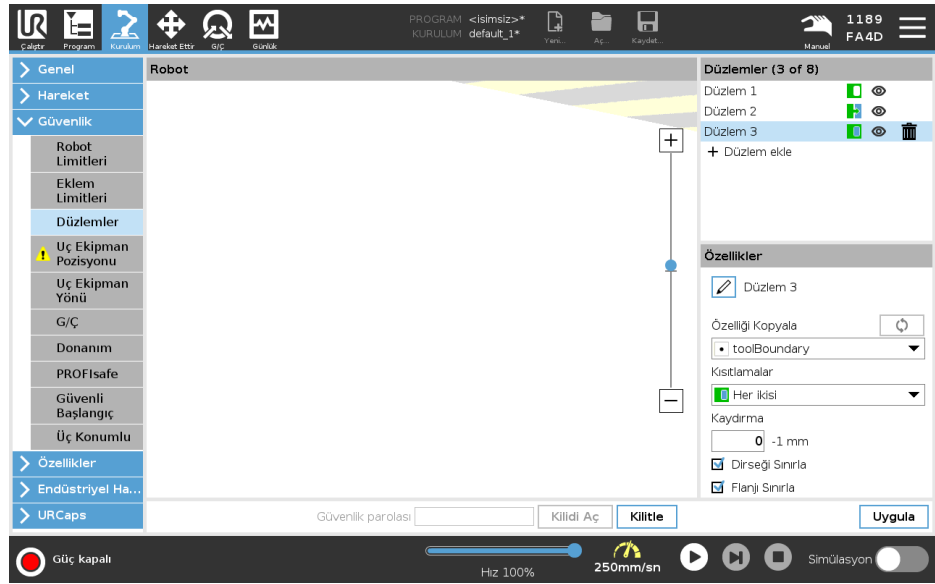 PROGRAM <isimsiz>*
KURULUM default_1*
Çalıştır
Program
Kurulum
Hareket Ettir
G/Ç
Günlük
Yeni...
Aç...
Kaydet...
Manuel
1189
FA4D
Genel
Hareket
Güvenlik
Robot
Limitleri
Eklem
Limitleri
Düzlemler
Uç Ekipman
Pozisyonu
Uç Ekipman
Yönü
G/Ç
Donanım
PROFIsafe
Güvenli
Başlangıç
Üç Konumlu
Özellikler
Endüstriyel Ha...
URCaps
Robot
Düzlemler (3 of 8)
Düzlem 1
Düzlem 2
Düzlem 3
+ Düzlem ekle
Özellikler
Düzlem 3
Özelliği Kopyala
toolBoundary
Kısıtlamalar
Her ikisi
Kaydırma
0 -1 mm
Dirseği Sınırla
Flanji Sınırla
Güvenlik parolası
Kilidi Aç
Kilitle
Uygula
Güç kapalı
Hız 100%
250mm/sn
Simülasyon